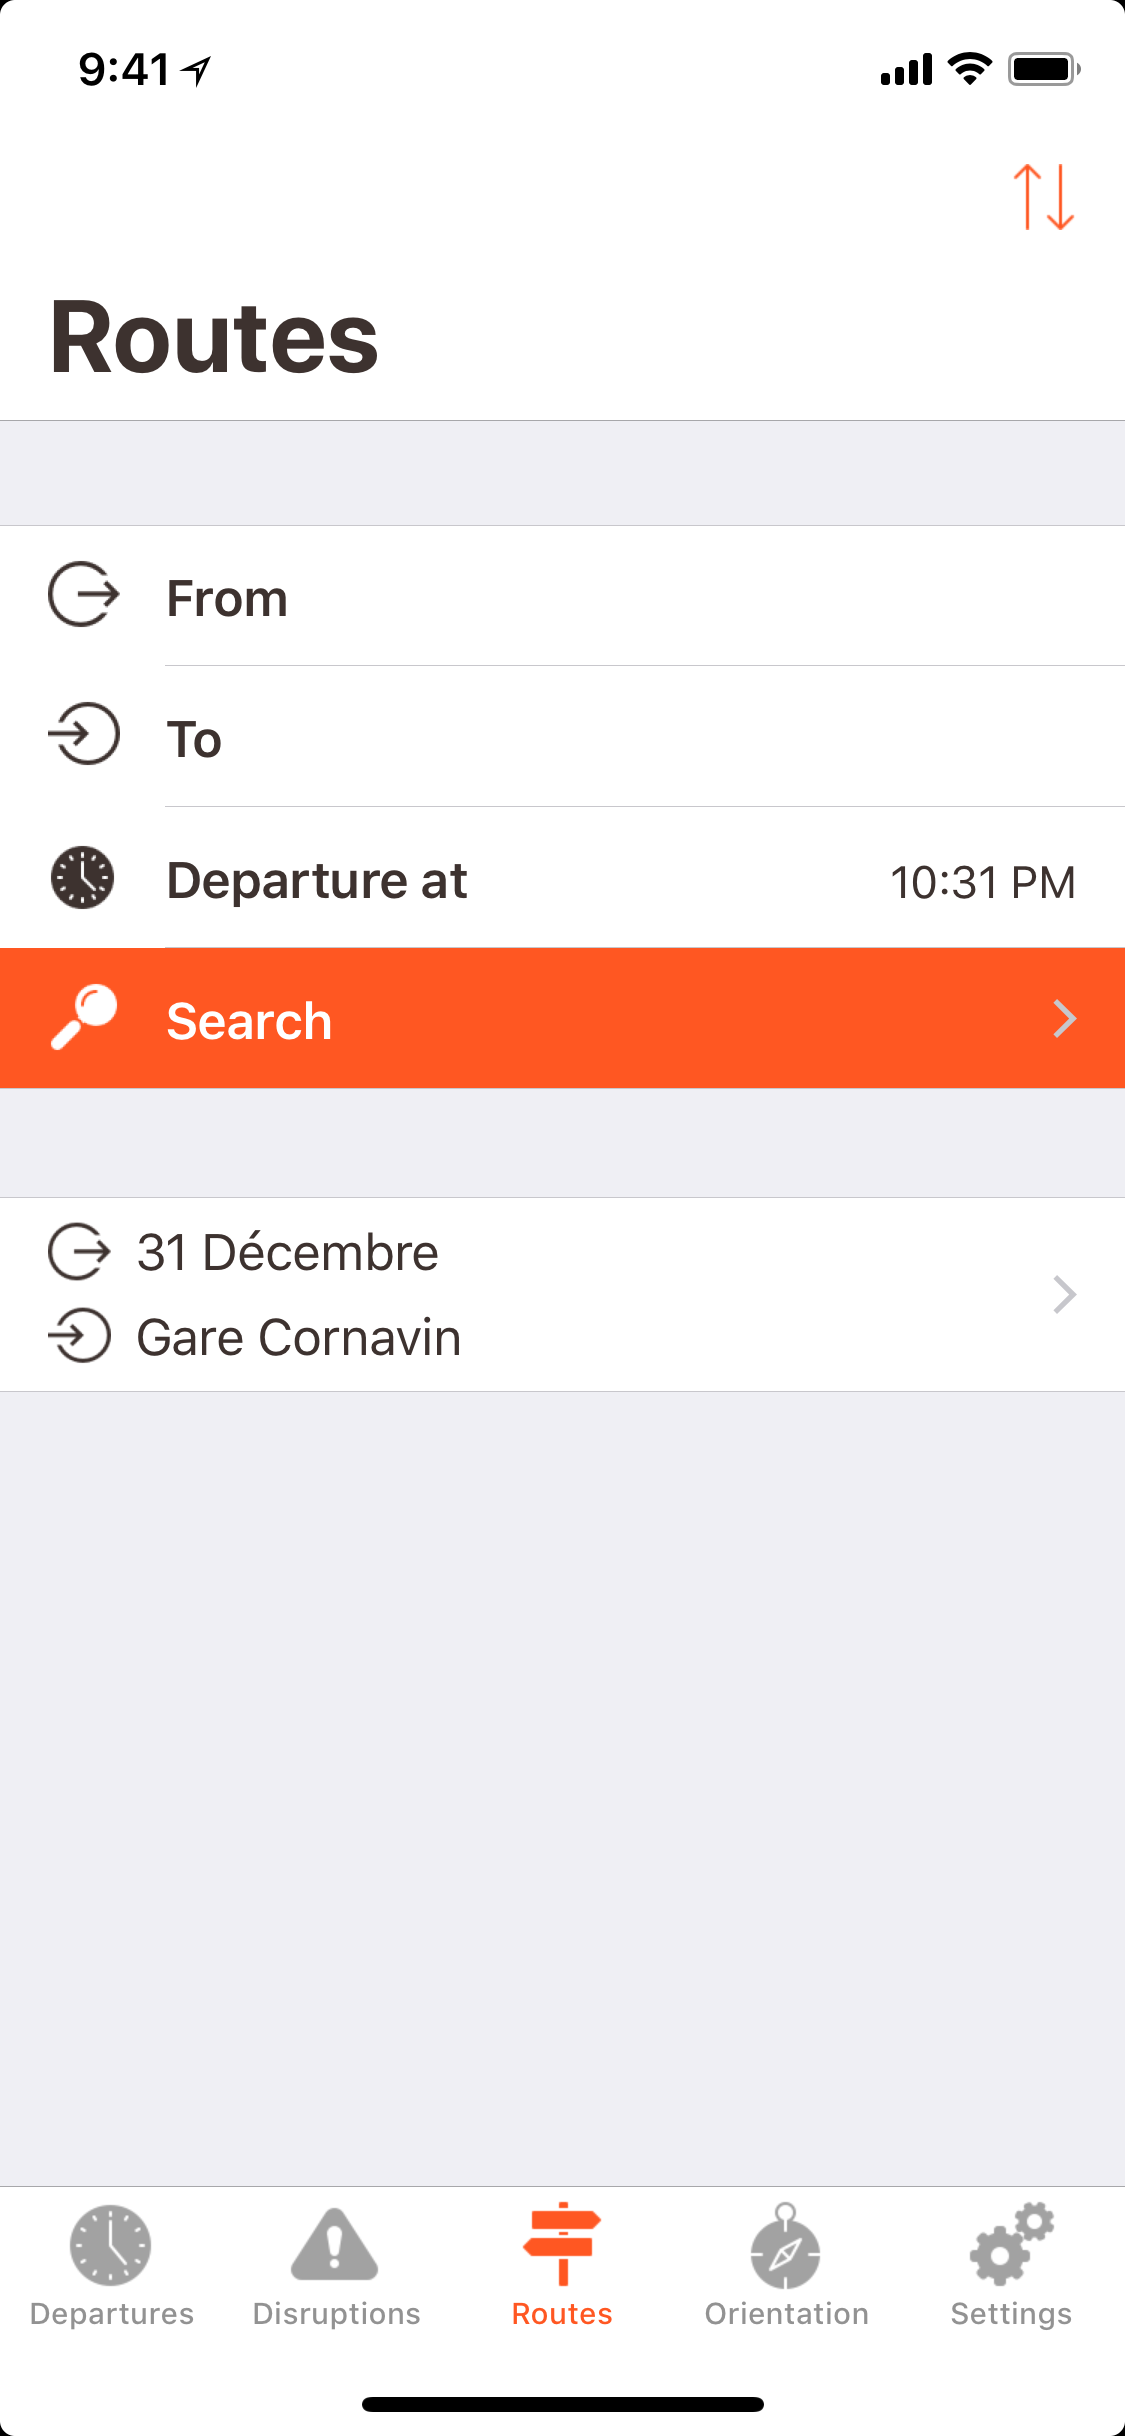 9:41
Routes
From
To
Departure at 10:31 PM
Search
31 Décembre
Gare Cornavin
Departures Disruptions Routes Orientation Settings